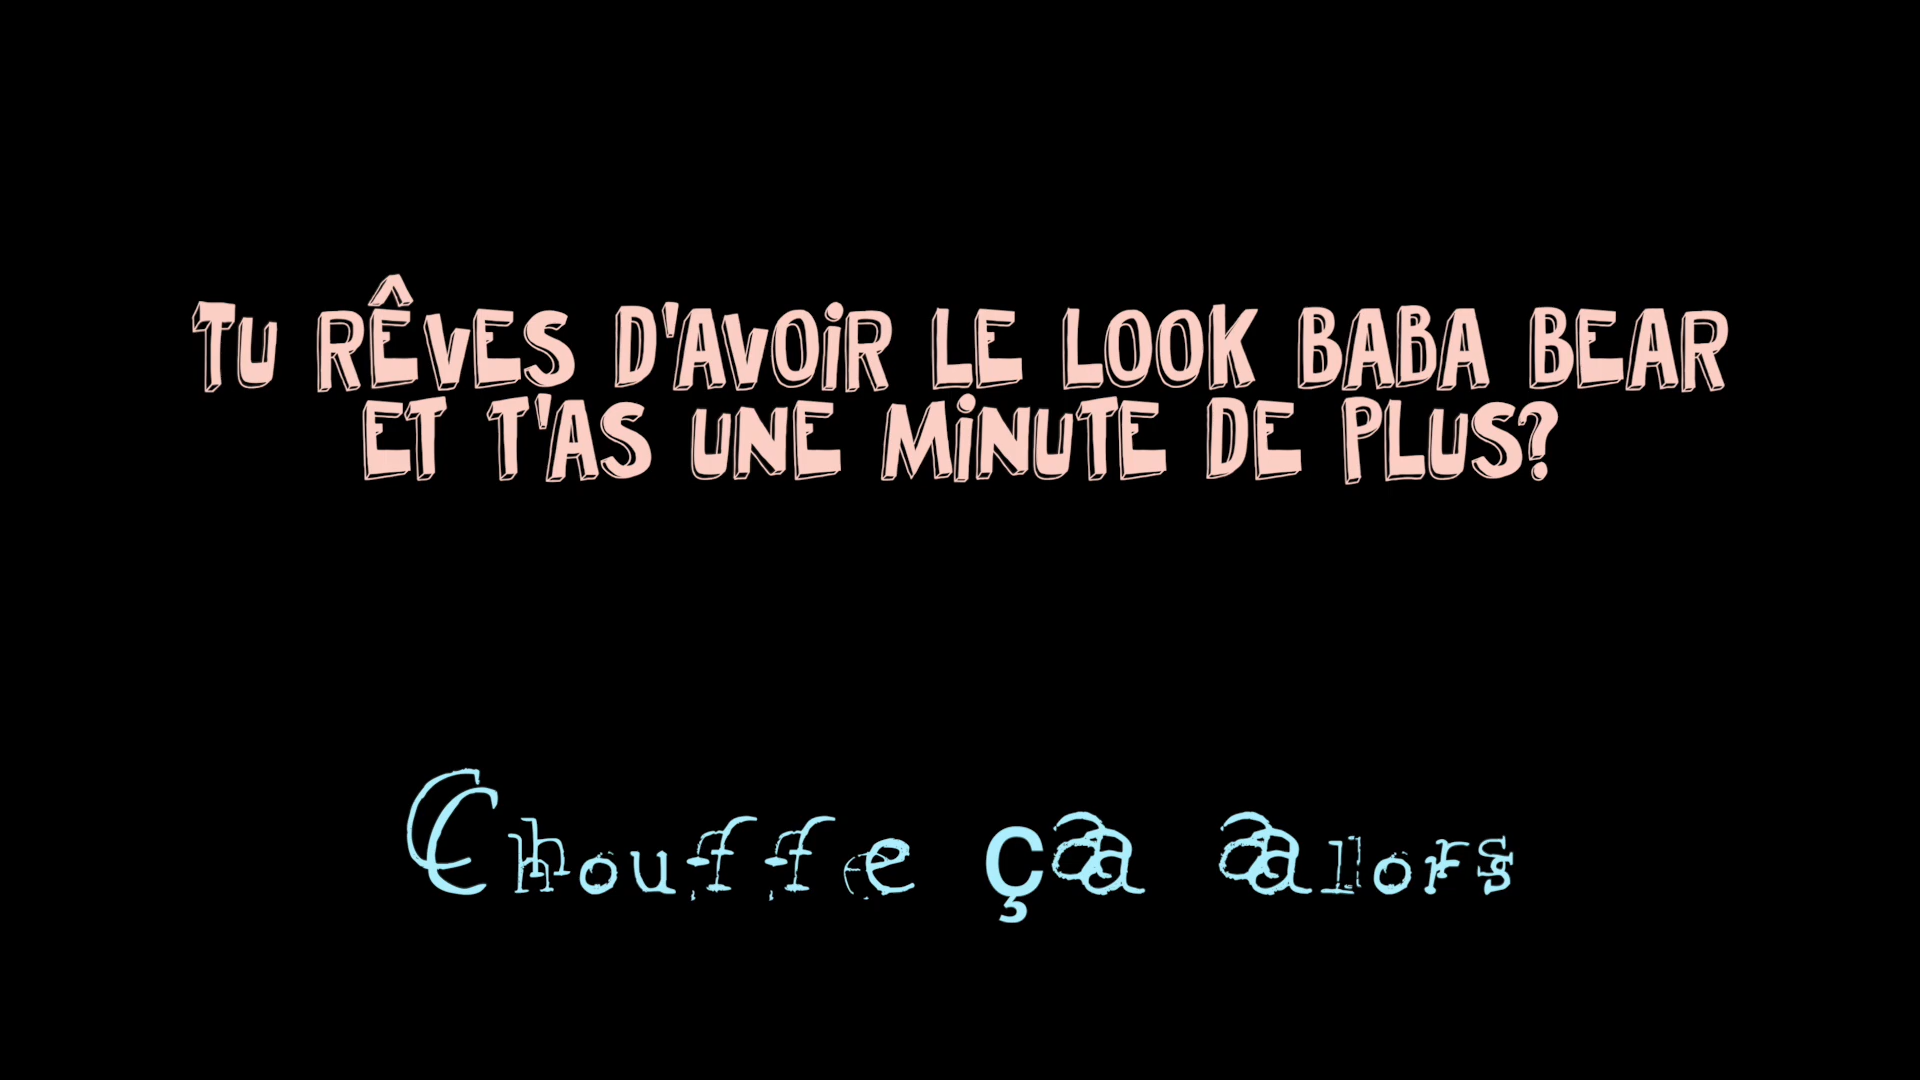 TU RÊVES D'AVOIR LE LOOK BABA BEAR
ET T'AS UNE MINUTE DE PLUS?
Chouffe ça alors